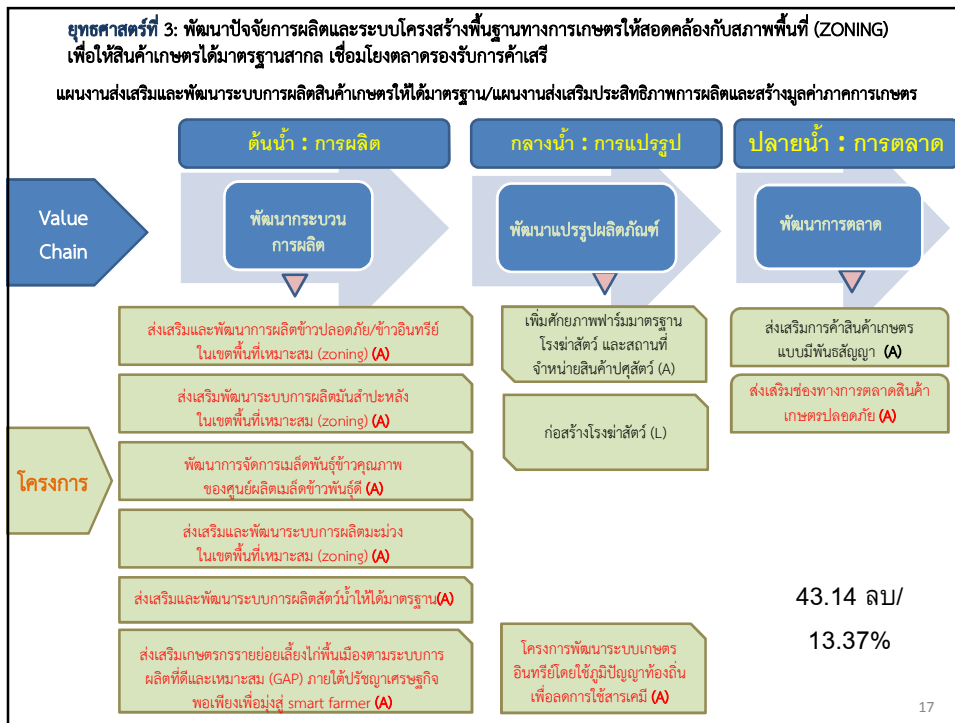 ยุทธศาสตร์ที่ 3: พัฒนาปัจจัยการผลิตและระบบโครงสร้างพื้นฐานทางการเกษตรให้สอดคล้องกับสภาพพื้นที่ (ZONING)
เพื่อให้สินค้าเกษตรได้มาตรฐานสากล เชื่อมโยงตลาดรองรับการค้าเสรี
แผนงานส่งเสริมและพัฒนาระบบการผลิตสินค้าเกษตรให้ได้มาตรฐาน/แผนงานส่งเสริมประสิทธิภาพการผลิตและสร้างมูลค่าภาคการเกษตร
ต้นน้ำ : การผลิต
กลางน้ำ : การแปรรูป
ปลายน้ำ : การตลาด
Value
Chain
พัฒนากระบวน
การผลิต
พัฒนาแปรรูปผลิตภัณฑ์
พัฒนาการตลาด
โครงการ
ส่งเสริมและพัฒนาการผลิตข้าวปลอดภัย/ข้าวอินทรีย์
ในเขตพื้นที่เหมาะสม (zoning) (A)
ส่งเสริมพัฒนาระบบการผลิตมันสำปะหลัง
ในเขตพื้นที่เหมาะสม (zoning) (A)
พัฒนาการจัดการเมล็ดพันธุ์ข้าวคุณภาพ
ของศูนย์ผลิตเมล็ดข้าวพันธุ์ดี (A)
ส่งเสริมและพัฒนาระบบการผลิตมะม่วง
ในเขตพื้นที่เหมาะสม (zoning) (A)
ส่งเสริมและพัฒนาระบบการผลิตสัตว์น้ำให้ได้มาตรฐาน(A)
ส่งเสริมเกษตรกรรายย่อยเลี้ยงไก่พื้นเมืองตามระบบการ
ผลิตที่ดีและเหมาะสม (GAP) ภายใต้ปรัชญาเศรษฐกิจ
พอเพียงเพื่อมุ่งสู่ smart farmer (A)
เพิ่มศักยภาพฟาร์มมาตรฐาน
โรงฆ่าสัตว์ และสถานที่
จำหน่ายสินค้าปศุสัตว์ (A)
ก่อสร้างโรงฆ่าสัตว์ (L)
โครงการพัฒนาระบบเกษตร
อินทรีย์โดยใช้ภูมิปัญญาท้องถิ่น
เพื่อลดการใช้สารเคมี (A)
ส่งเสริมการค้าสินค้าเกษตร
แบบมีพันธสัญญา (A)
ส่งเสริมช่องทางการตลาดสินค้า
เกษตรปลอดภัย (A)
43.14 ลบ/
13.37%
17